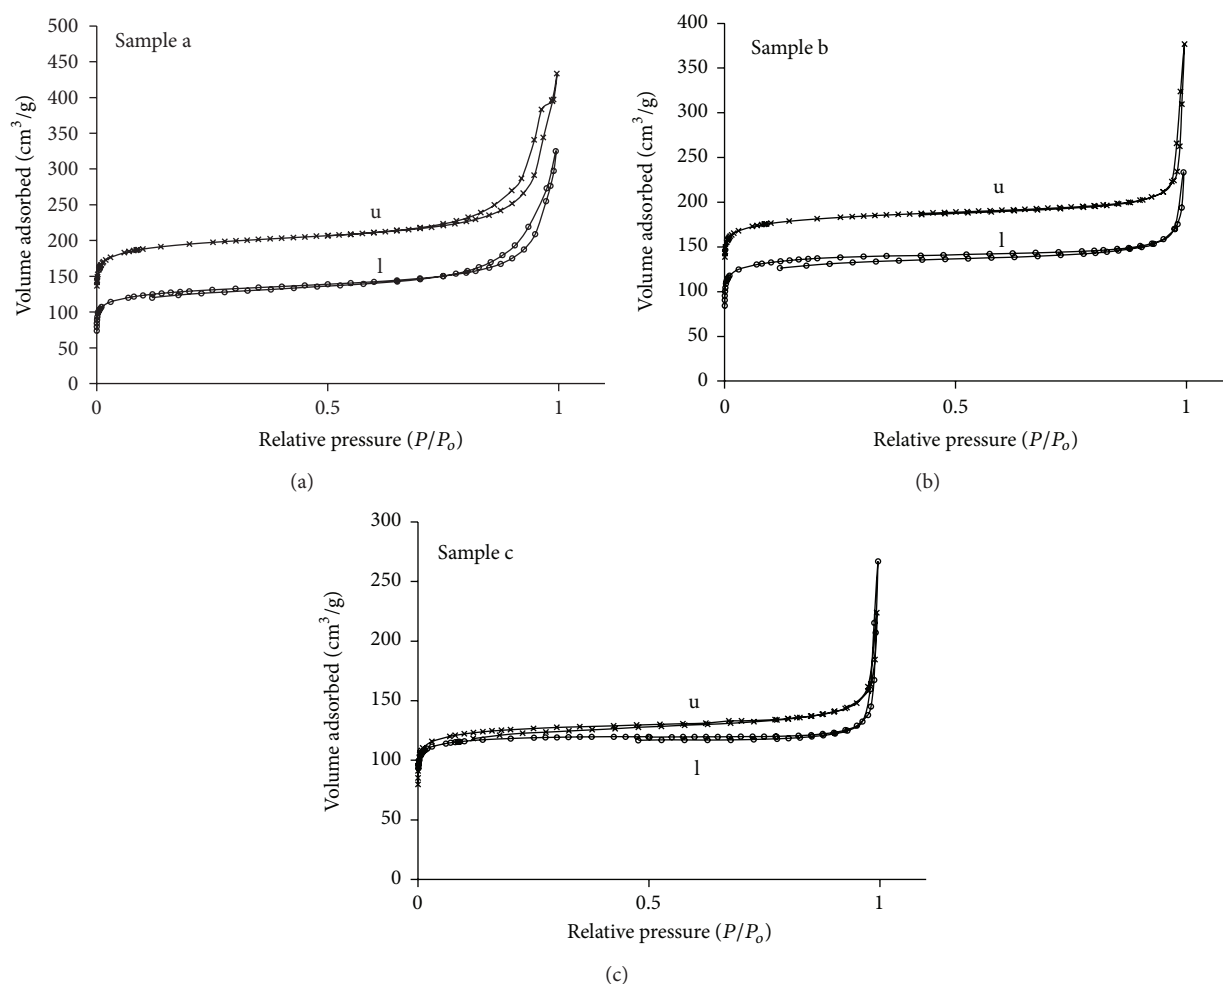 Sample a
Volume adsorbed (cm³/g)
500
450
400
350
300
250
200
150
100
50
0
u
l
0
0.5
1
Relative pressure (P/Pₒ)
(a)
Sample b
Volume adsorbed (cm³/g)
400
350
300
250
200
150
100
50
0
u
l
0
0.5
1
Relative pressure (P/Pₒ)
(b)
Sample c
Volume adsorbed (cm³/g)
300
250
200
150
100
50
0
u
l
0
0.5
1
Relative pressure (P/Pₒ)
(c)